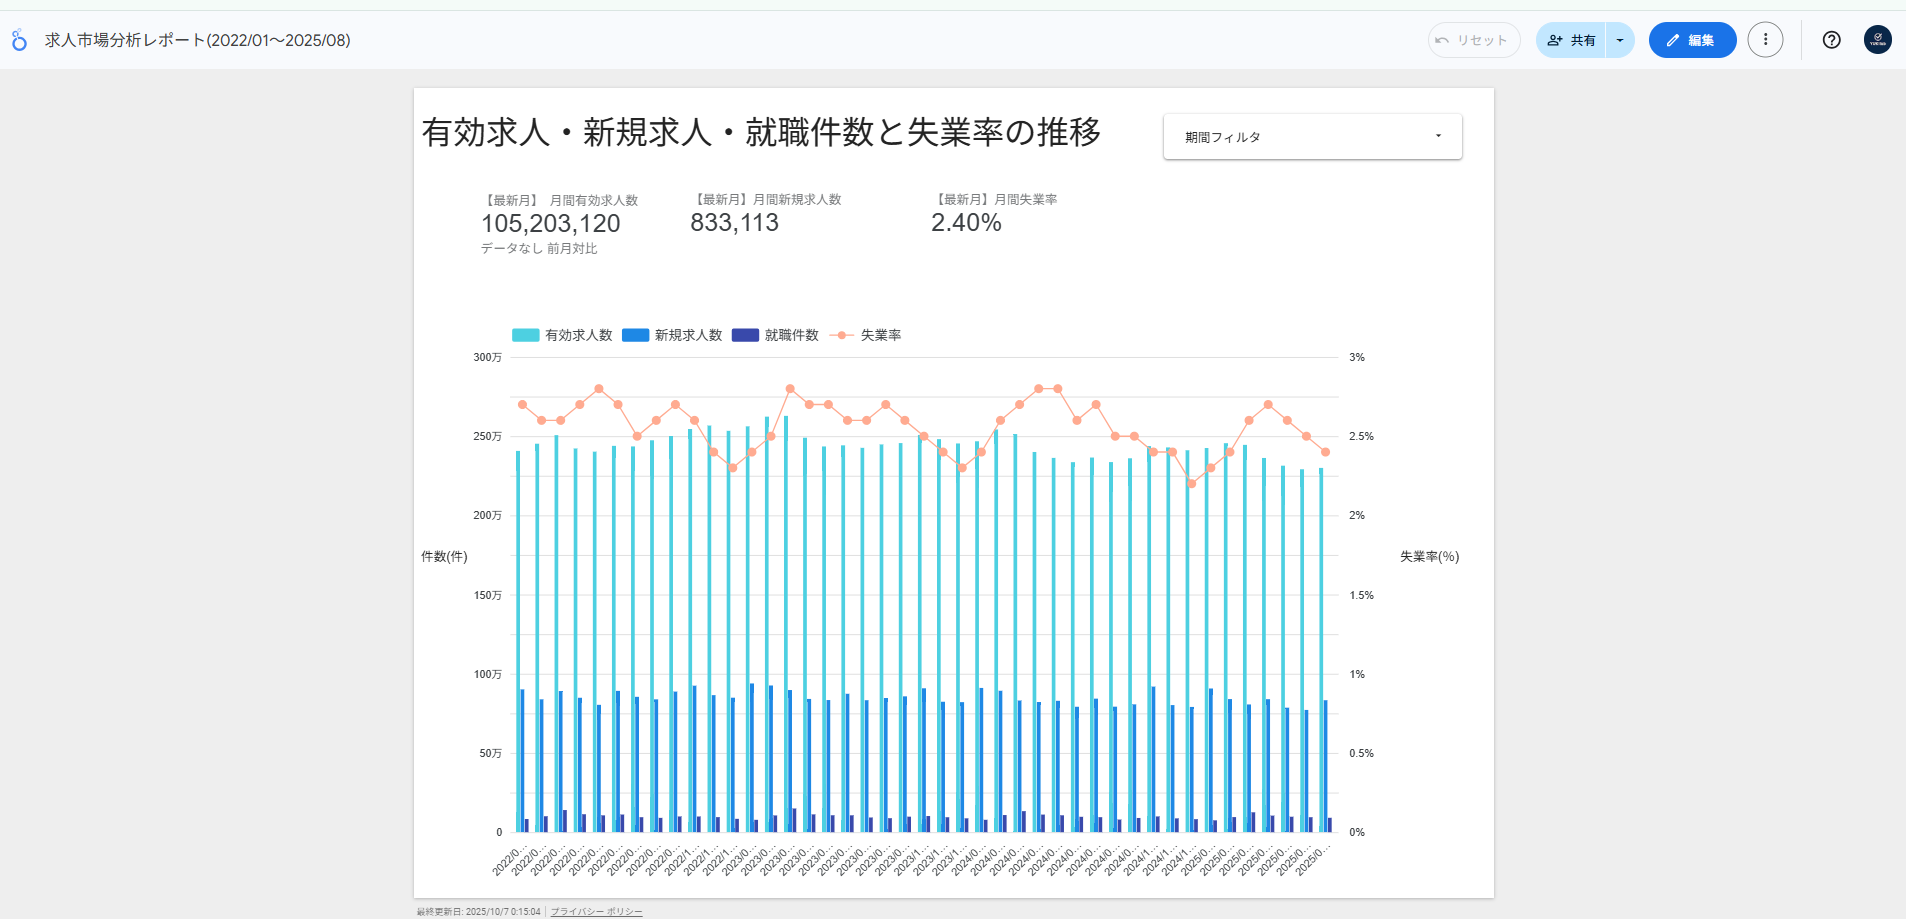 求人市場分析レポート(2022/01～2025/08)
リセット
共有
編集
有効求人・新規求人・就職件数と失業率の推移
期間フィルタ
【最新月】 月間有効求人数
105,203,120
データなし 前月対比
【最新月】月間新規求人数
833,113
【最新月】月間失業率
2.40%
有効求人数 新規求人数 就職件数 失業率
300万
250万
200万
150万
100万
50万
0
件数(件)
3%
2.5%
2%
1.5%
1%
0.5%
0%
失業率(%)
2022/0... 2022/0... 2022/0... 2022/0... 2022/0... 2022/0... 2022/0... 2022/0... 2022/0... 2022/1... 2022/1... 2022/1... 2023/0... 2023/0... 2023/0... 2023/0... 2023/0... 2023/0... 2023/0... 2023/0... 2023/0... 2023/1... 2023/1... 2023/1... 2024/0... 2024/0... 2024/0... 2024/0... 2024/0... 2024/0... 2024/0... 2024/0... 2024/0... 2024/1... 2024/1... 2024/1... 2025/0... 2025/0... 2025/0... 2025/0... 2025/0... 2025/0... 2025/0...
最終更新日: 2025/10/7 0:15:04 プライバシー ポリシー